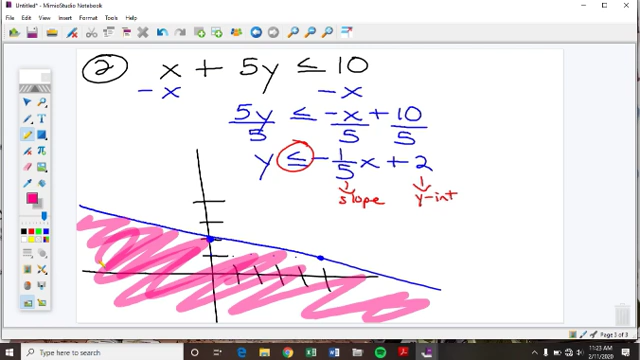 Untitled* - MimioStudio Notebook
File Edit View Insert Format Tools Help
② x + 5y ≤ 10
-x -x
5y ≤ -x + 10
5 5 5
y ≤ -1/5 x + 2
slope y-int
Page 3 of 3
Type here to search
11:23 AM
2/11/2020